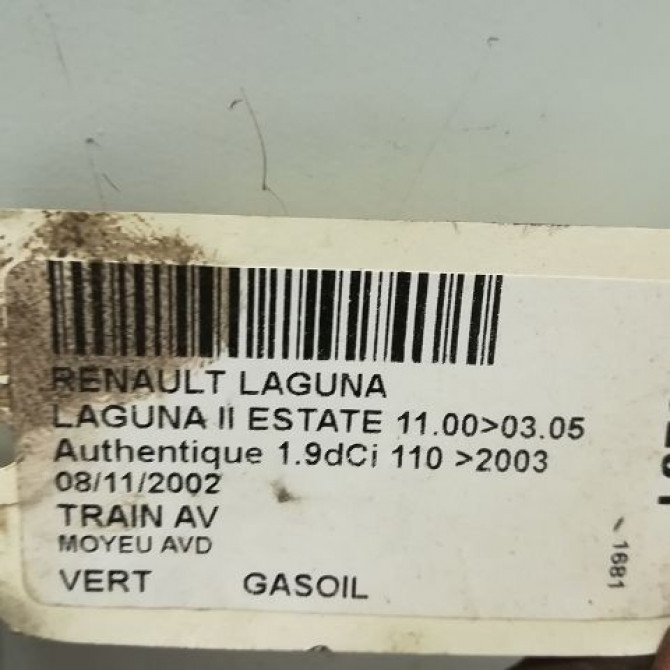 RENAULT LAGUNA
LAGUNA II ESTATE 11.00>03.05
Authentique 1.9dCi 110 >2003
08/11/2002
TRAIN AV
MOYEU AVD
VERT GASOIL
1681